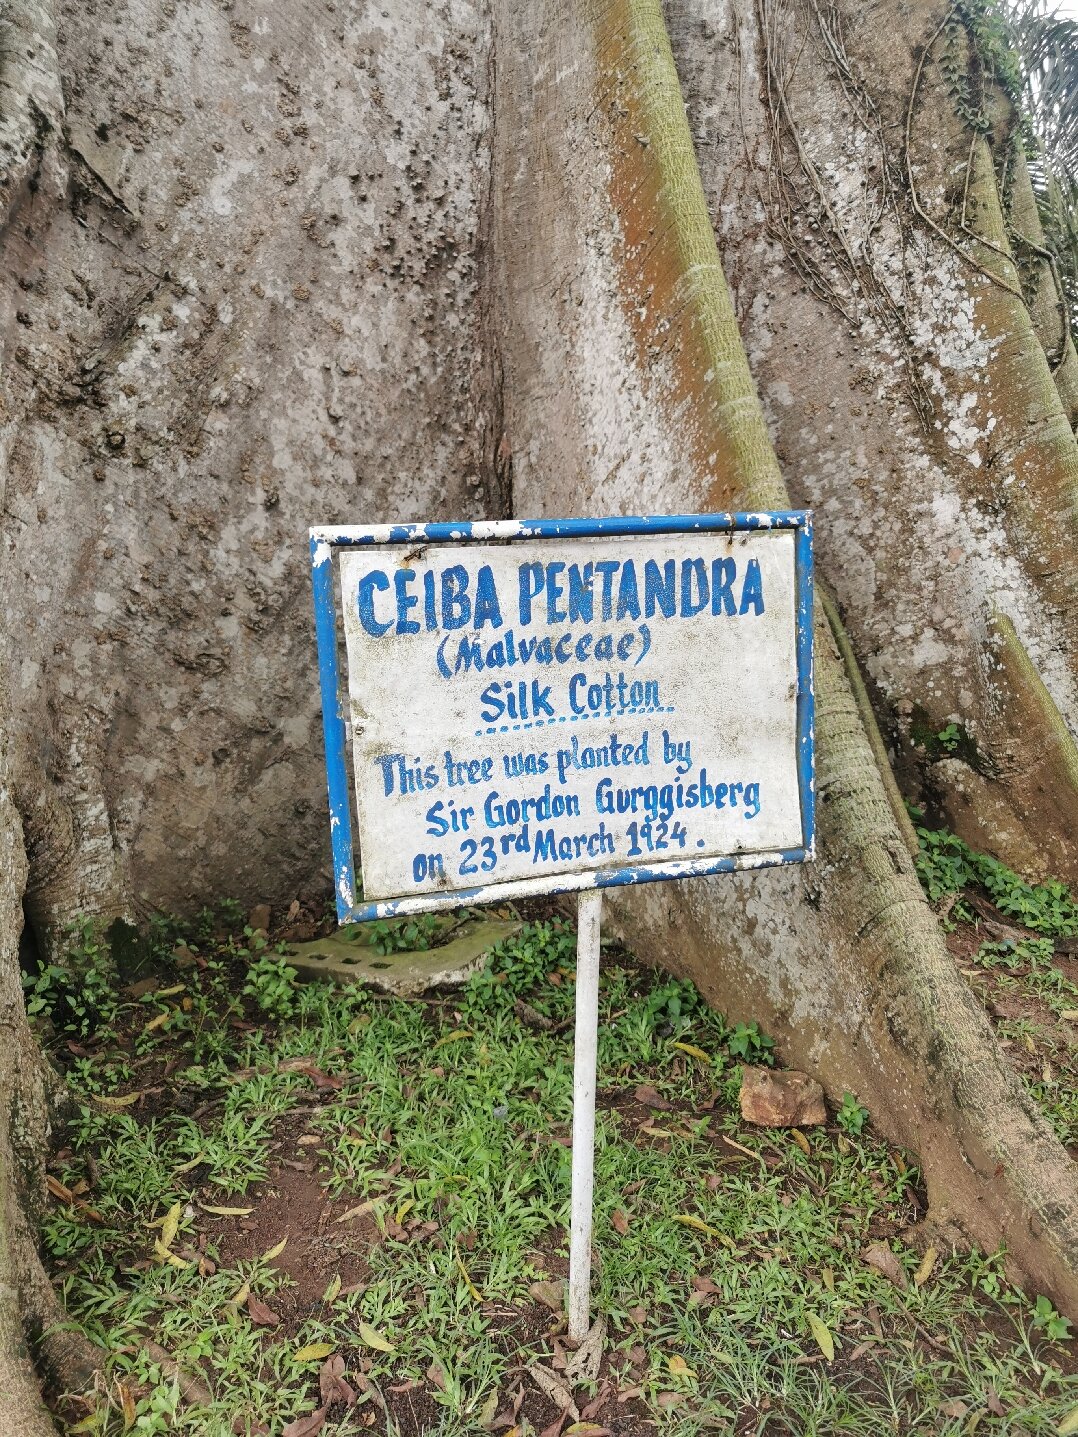 CEIBA PENTANDRA
(Malvaceae)
Silk Cotton
This tree was planted by
Sir Gordon Gurggisberg
on 23rd March 1924.